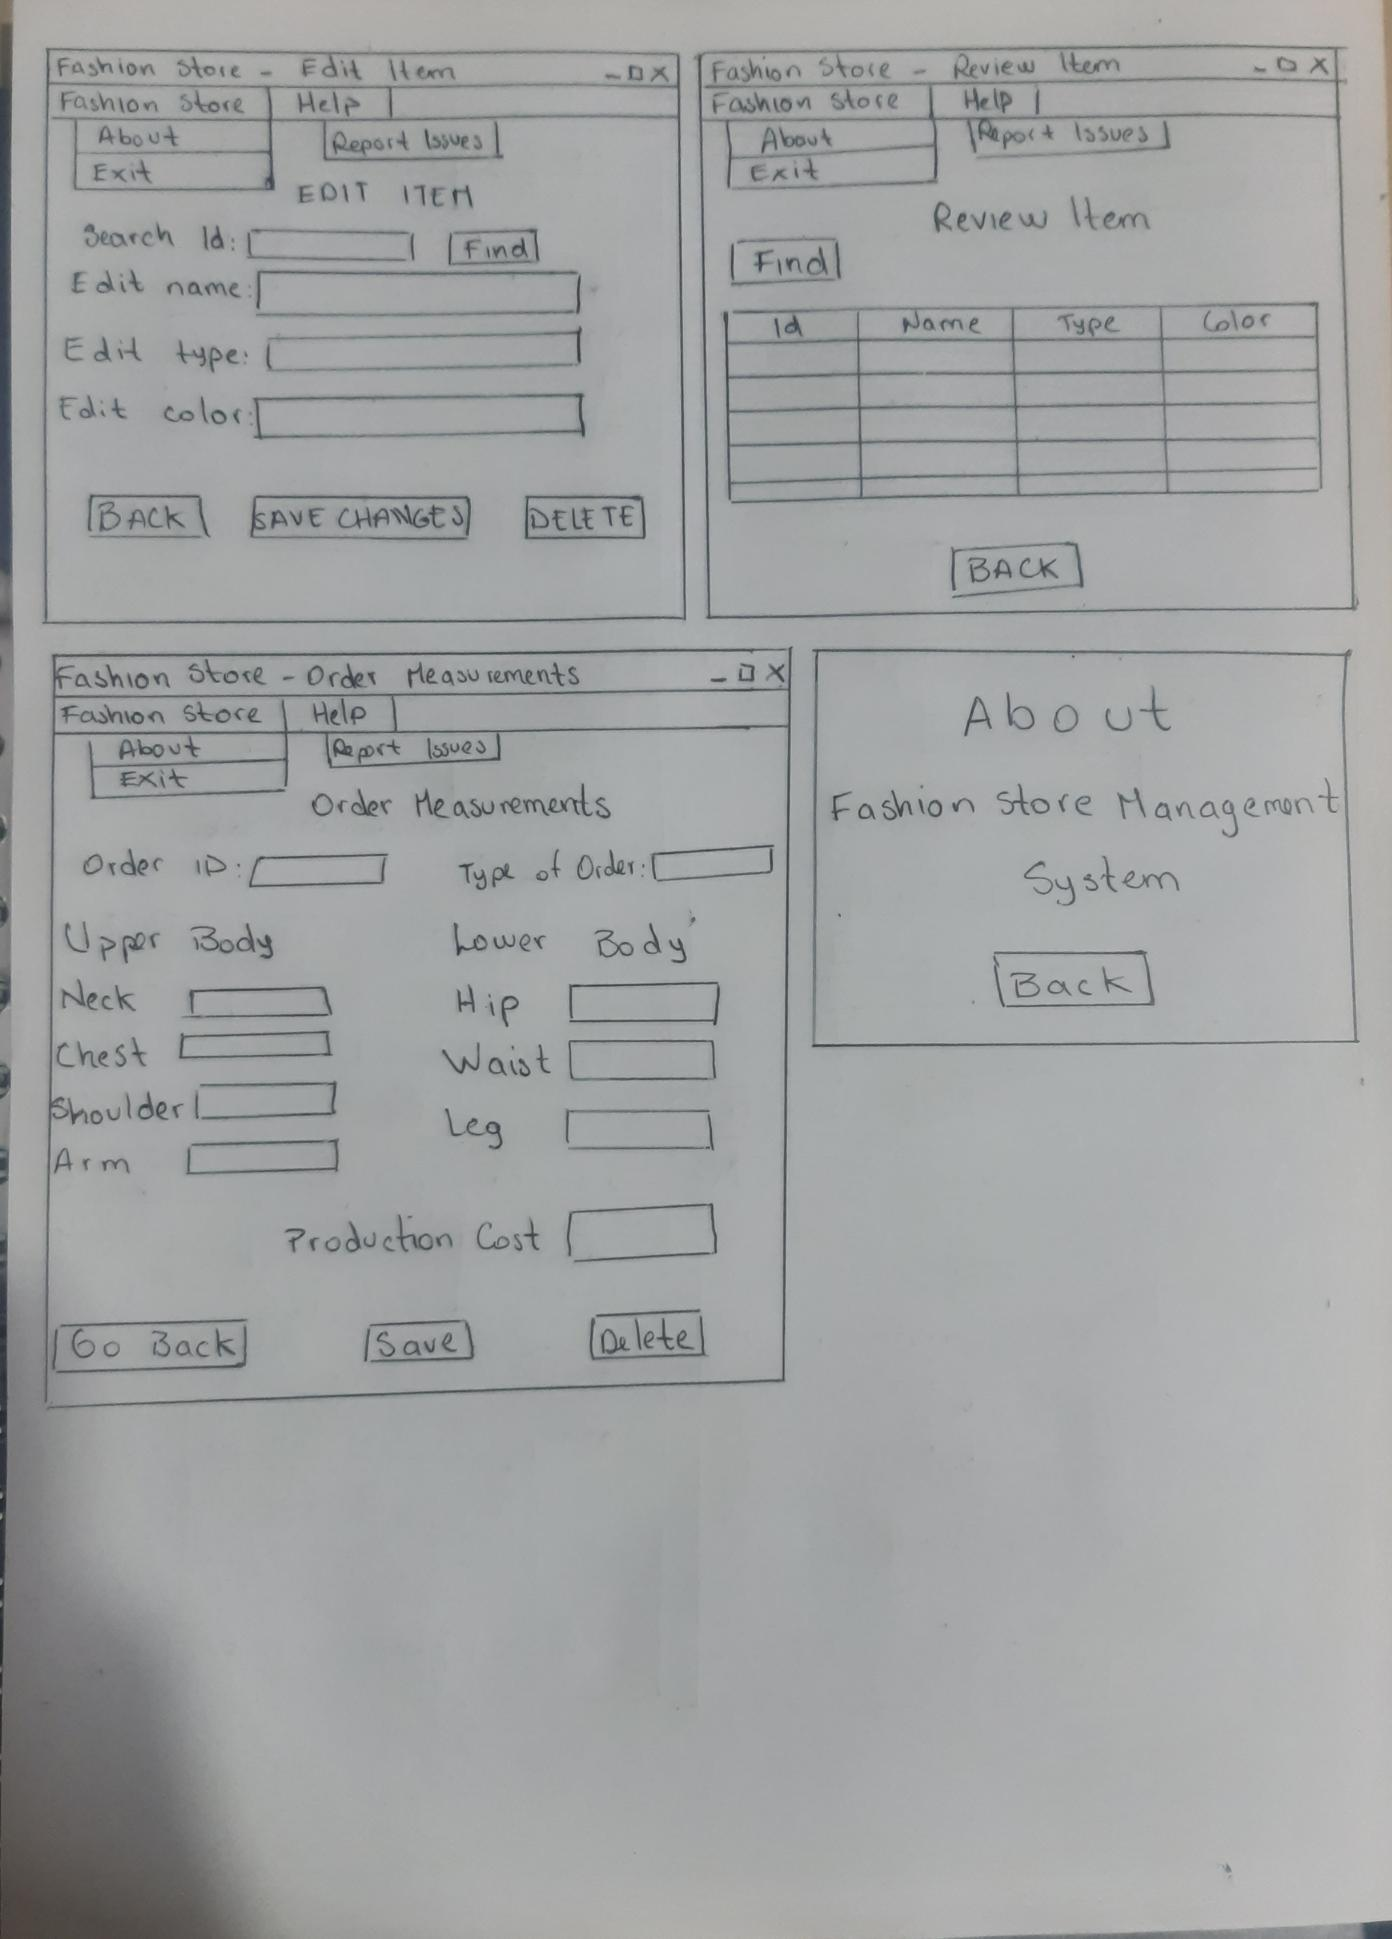 Fashion Store - Edit Item - □ X
Fashion Store Help
About Report Issues
Exit
EDIT ITEM
Search Id: Find
Edit name:
Edit type:
Edit color:
BACK SAVE CHANGES DELETE
Fashion Store - Review Item - □ X
Fashion Store Help
About Report Issues
Exit
Review Item
Find
Id Name Type Color
BACK
Fashion Store - Order Measurements - □ X
Fashion Store Help
About Report Issues
Exit
Order Measurements
Order ID: Type of Order:
Upper Body Lower Body
Neck Hip
Chest Waist
Shoulder Leg
Arm
Production Cost
Go Back Save Delete
About
Fashion Store Management
System
Back